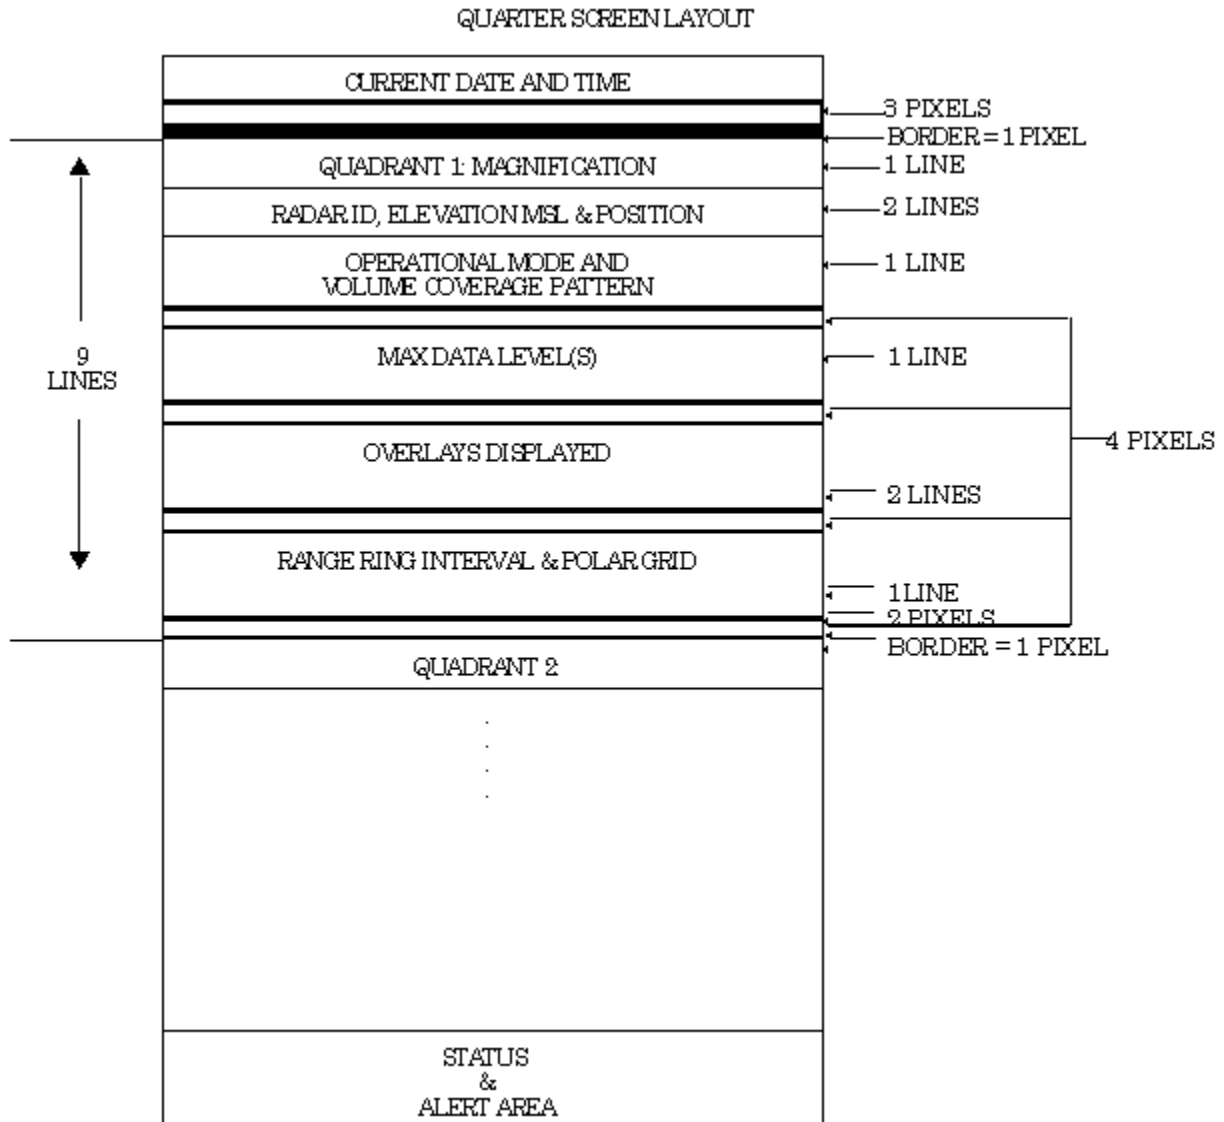 QUARTER SCREEN LAYOUT
CURRENT DATE AND TIME
3 PIXELS
BORDER = 1 PIXEL
QUADRANT 1: MAGNIFICATION
1 LINE
RADAR ID, ELEVATION MSL & POSITION
2 LINES
OPERATIONAL MODE AND
VOLUME COVERAGE PATTERN
1 LINE
9
LINES
MAX DATA LEVEL(S)
1 LINE
4 PIXELS
OVERLAYS DISPLAYED
2 LINES
RANGE RING INTERVAL & POLAR GRID
1 LINE
2 PIXELS
BORDER = 1 PIXEL
QUADRANT 2:
.
.
.
.
STATUS
&
ALERT AREA